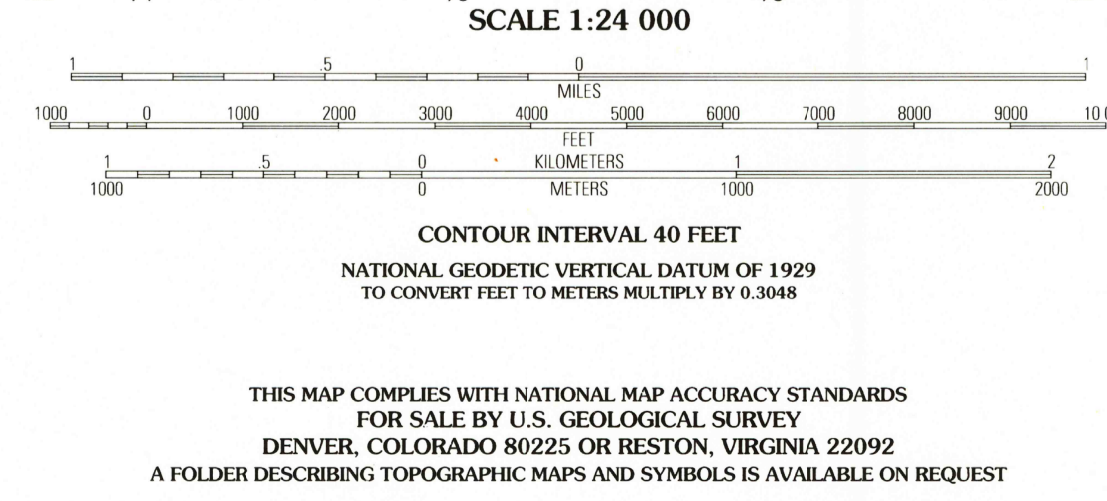 SCALE 1:24 000
1 .5 0 1
MILES
1000 0 1000 2000 3000 4000 5000 6000 7000 8000 9000 10 0
FEET
1 .5 0 KILOMETERS 1 2
1000 0 METERS 1000 2000
CONTOUR INTERVAL 40 FEET
NATIONAL GEODETIC VERTICAL DATUM OF 1929
TO CONVERT FEET TO METERS MULTIPLY BY 0.3048
THIS MAP COMPLIES WITH NATIONAL MAP ACCURACY STANDARDS
FOR SALE BY U.S. GEOLOGICAL SURVEY
DENVER, COLORADO 80225 OR RESTON, VIRGINIA 22092
A FOLDER DESCRIBING TOPOGRAPHIC MAPS AND SYMBOLS IS AVAILABLE ON REQUEST